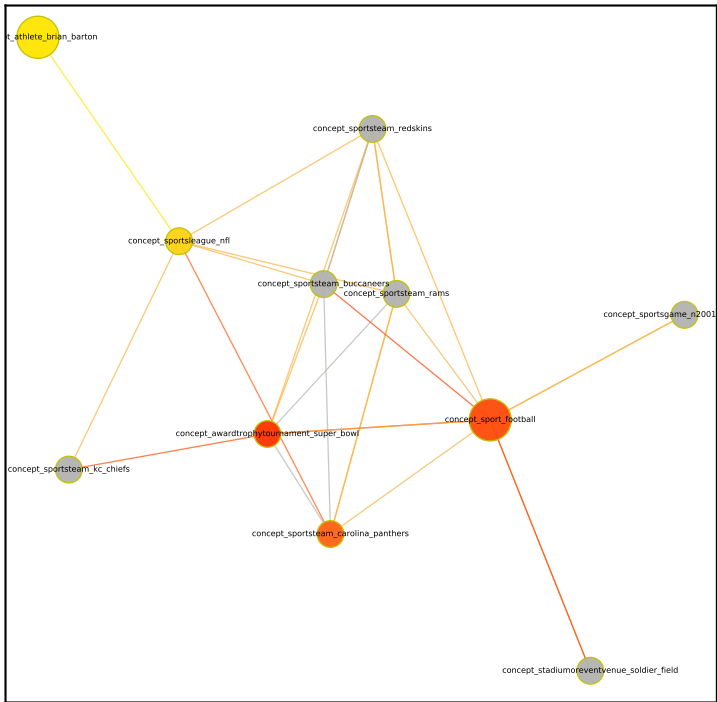 t_athlete_brian_barton
concept_sportsteam_redskins
concept_sportsleague_nfl
concept_sportsteam_buccaneers
concept_sportsteam_rams
concept_sportsgame_n2001
concept_sport_football
concept_awardtrophytournament_super_bowl
concept_sportsteam_kc_chiefs
concept_sportsteam_carolina_panthers
concept_stadiumoreventvenue_soldier_field